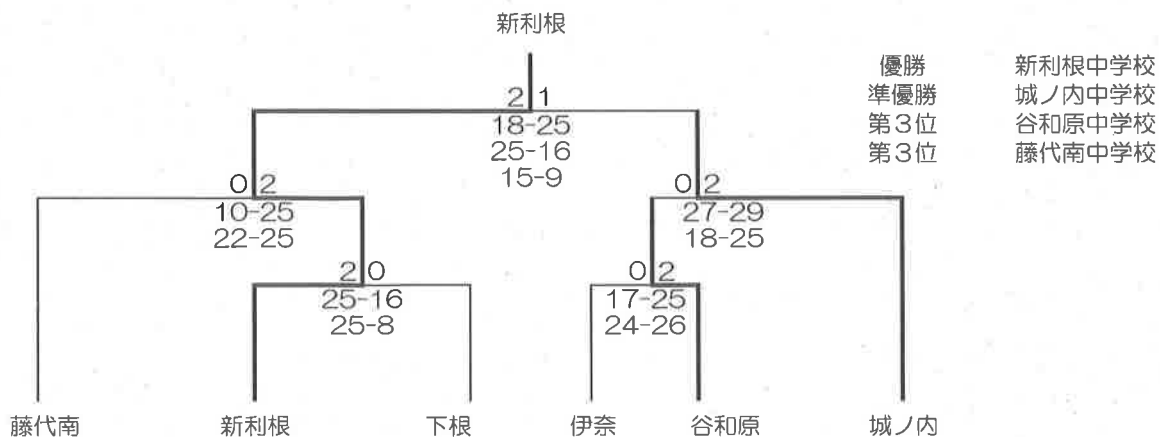 新利根
優勝 新利根中学校
準優勝 城ノ内中学校
第3位 谷和原中学校
第3位 藤代南中学校
2 1
18-25
25-16
15-9
0 2
10-25
22-25
0 2
27-29
18-25
2 0
25-16
25-8
0 2
17-25
24-26
藤代南 新利根 下根 伊奈 谷和原 城ノ内